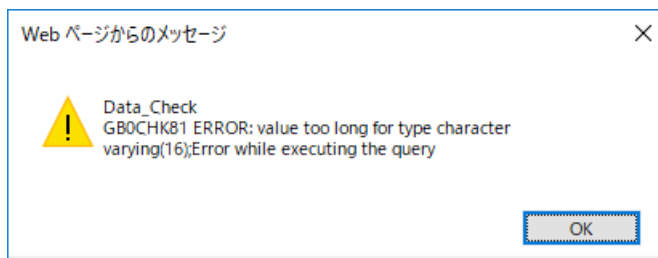 Web ページからのメッセージ
Data_Check
GB0CHK81 ERROR: value too long for type character
varying(16);Error while executing the query
OK